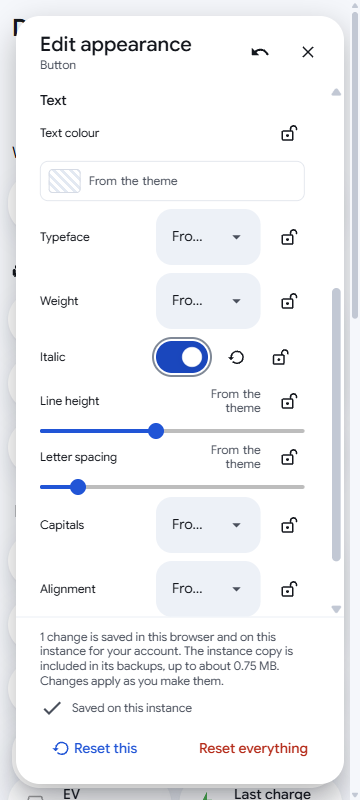 Edit appearance
Button
Text
Text colour
From the theme
Typeface
Fro...
Weight
Fro...
Italic
Line height
From the
theme
Letter spacing
From the
theme
Capitals
Fro...
Alignment
Fro...
1 change is saved in this browser and on this
instance for your account. The instance copy is
included in its backups, up to about 0.75 MB.
Changes apply as you make them.
Saved on this instance
Reset this
Reset everything
EV
Last charge